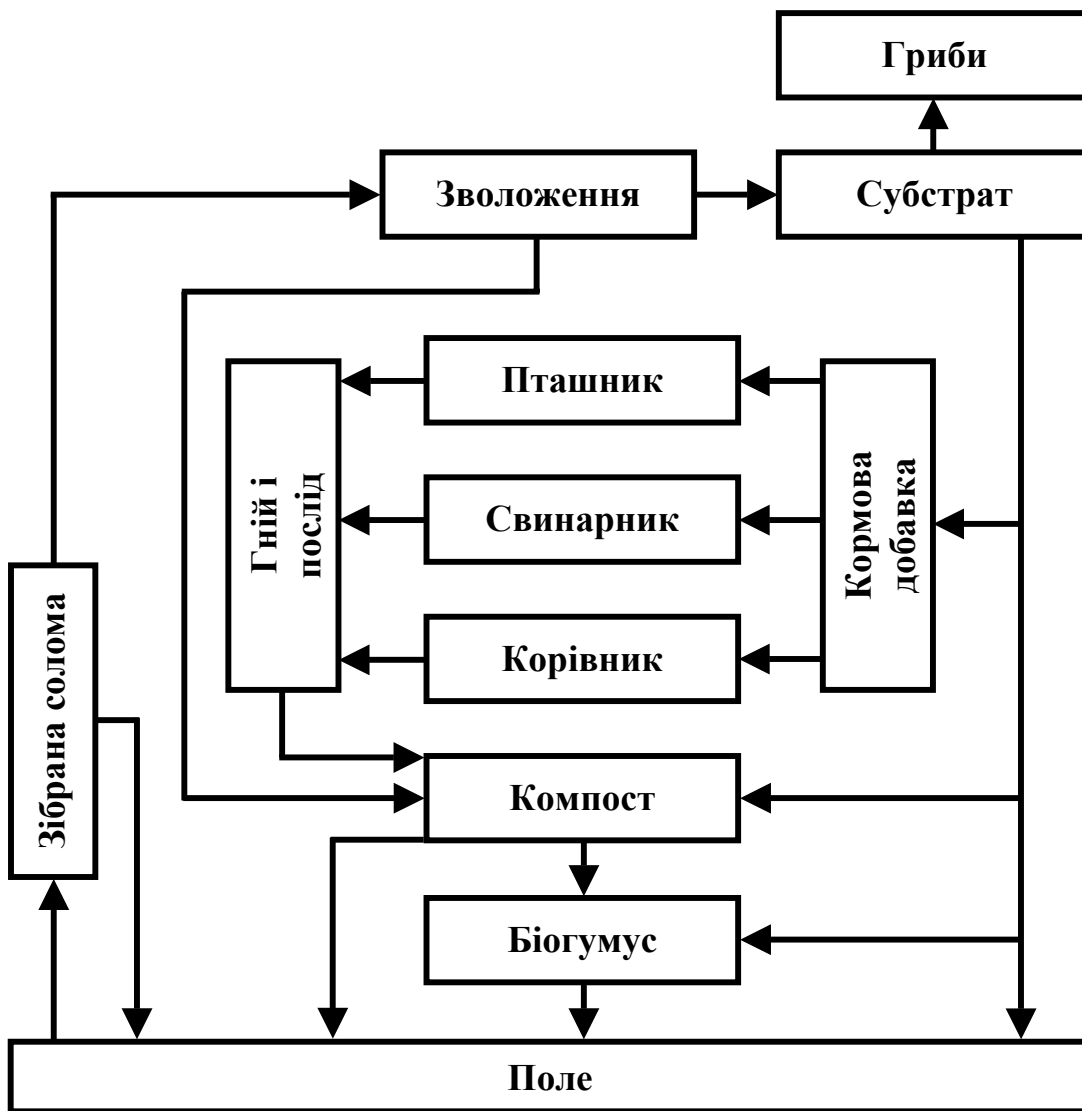 Гриби
Зволоження
Субстрат
Пташник
Гній і
послід
Свинарник
Кормова
добавка
Корівник
Зібрана солома
Компост
Біогумус
Поле